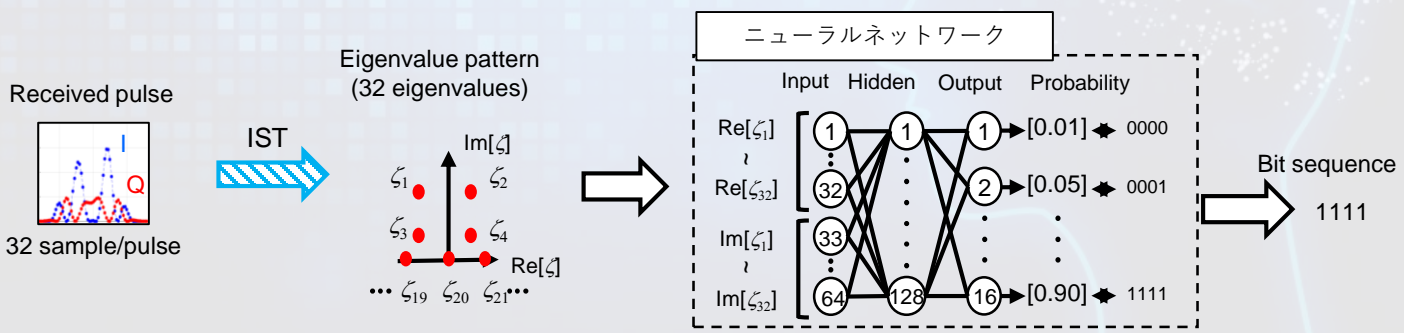 Received pulse
I
Q
32 sample/pulse
IST
Eigenvalue pattern
(32 eigenvalues)
Im[ζ]
ζ1 ζ2
ζ3 ζ4
Re[ζ]
••• ζ19 ζ20 ζ21•••
ニューラルネットワーク
Input Hidden Output Probability
Re[ζ1] 1 1 1 [0.01] 0000
~
Re[ζ32] 32 2 [0.05] 0001
Im[ζ1] 33
~
Im[ζ32] 64 128 16 [0.90] 1111
Bit sequence
1111